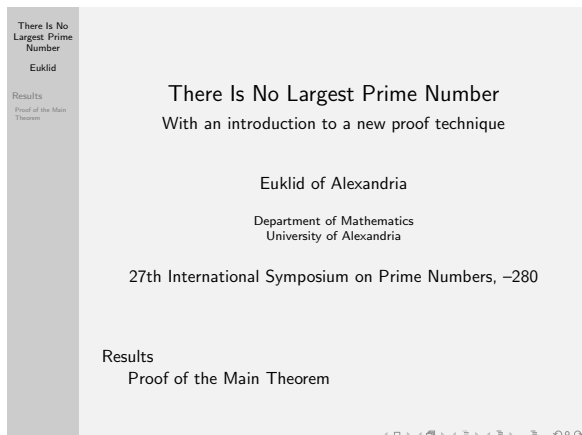 There Is No
Largest Prime
Number
Euklid
Results
Proof of the Main
Theorem
There Is No Largest Prime Number
With an introduction to a new proof technique
Euklid of Alexandria
Department of Mathematics
University of Alexandria
27th International Symposium on Prime Numbers, –280
Results
Proof of the Main Theorem